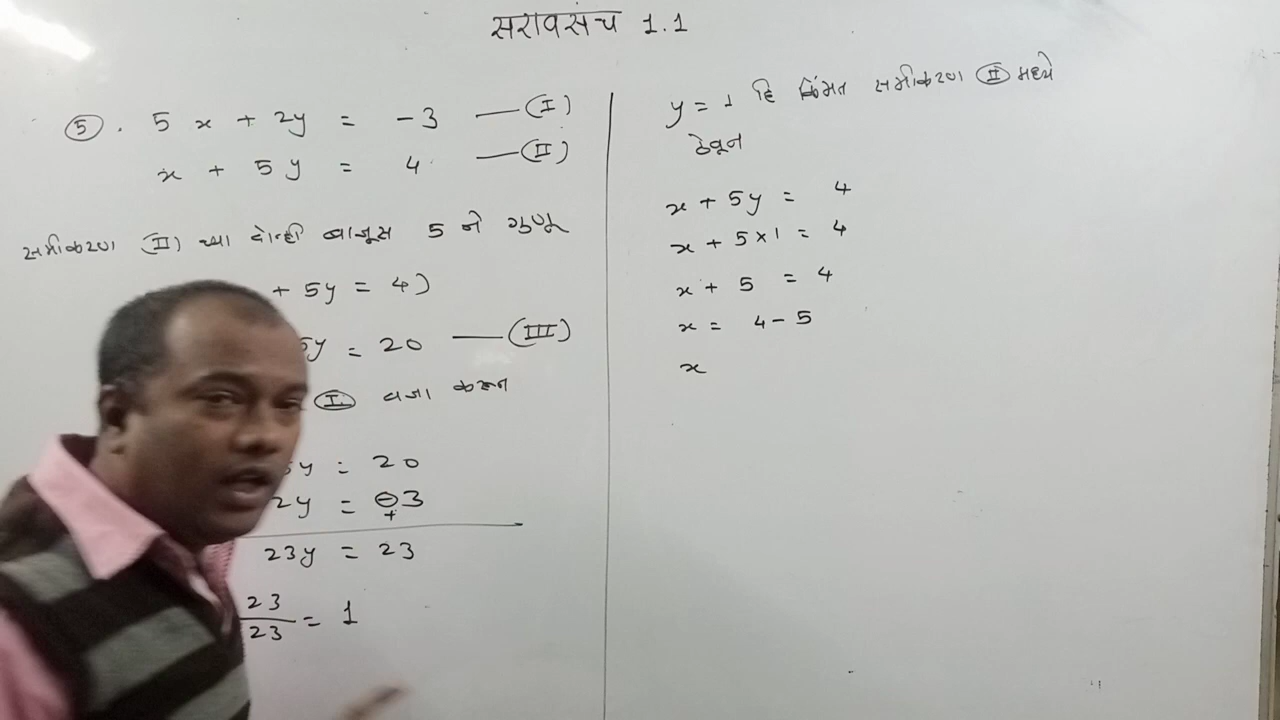 सरावसंच 1.1
5 . 5x + 2y = -3 —(I)
x + 5y = 4 —(II)
समीकरण (II) च्या दोन्ही बाजूस 5 ने गुणू
+ 5y = 4)
5y = 20 —(III)
I वजा करून
5y = 20
2y = -3
+
23y = 23
23/23 = 1
y = 1 हि किंमत समीकरण II मध्ये
ठेवून
x + 5y = 4
x + 5×1 = 4
x + 5 = 4
x = 4 - 5
x